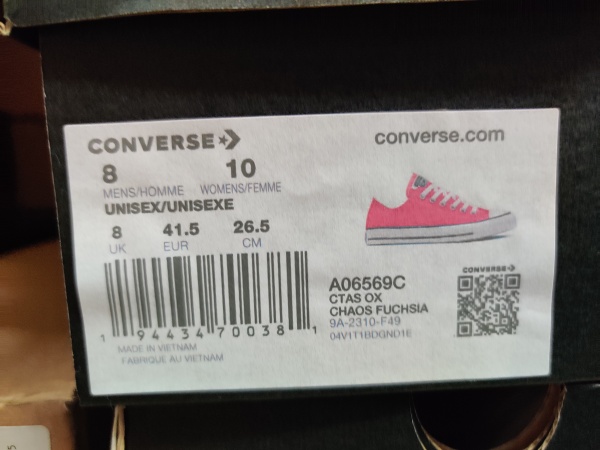 CONVERSE
converse.com
8 10
MENS/HOMME WOMENS/FEMME
UNISEX/UNISEXE
8 41.5 26.5
UK EUR CM
A06569C
CTAS OX
CHAOS FUCHSIA
9A-2310-F49
04V1T1BDGND1E
CONVERSE
1 94434 70038 1
MADE IN VIETNAM
FABRIQUE AU VIETNAM